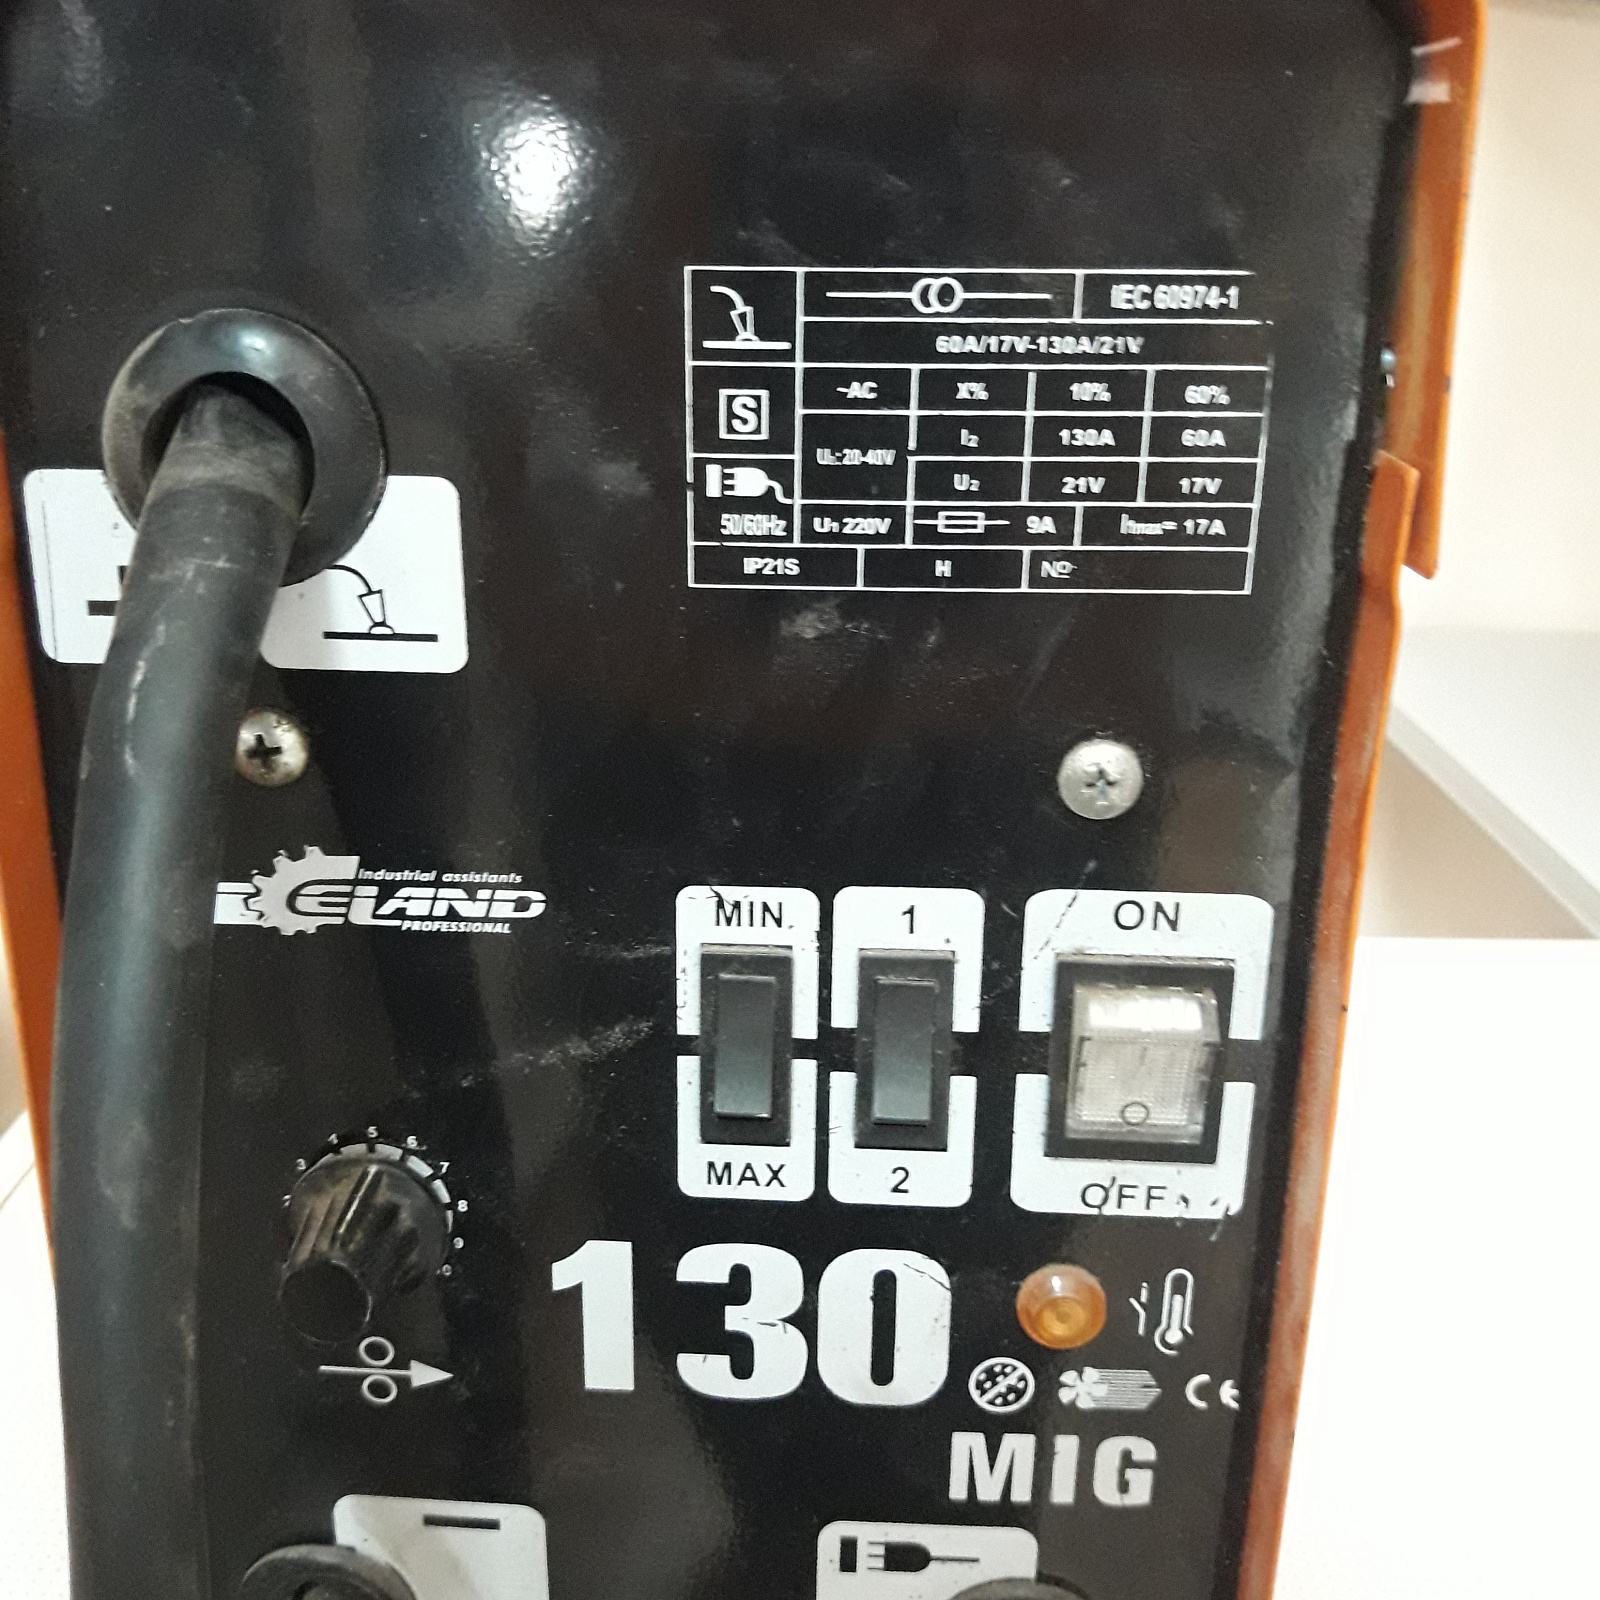 IEC 60974-1
60A/17V-130A/21V
~AC X% 10% 60%
S
U₀:20-40V I₂ 130A 60A
U₂ 21V 17V
50/60Hz U₁ 220V 9A I₁max= 17A
IP21S H №
Industrial assistants
ELAND
PROFESSIONAL
MIN 1 ON
MAX 2 OFF
3 4 5 6 7 8 9
130
CE
MIG